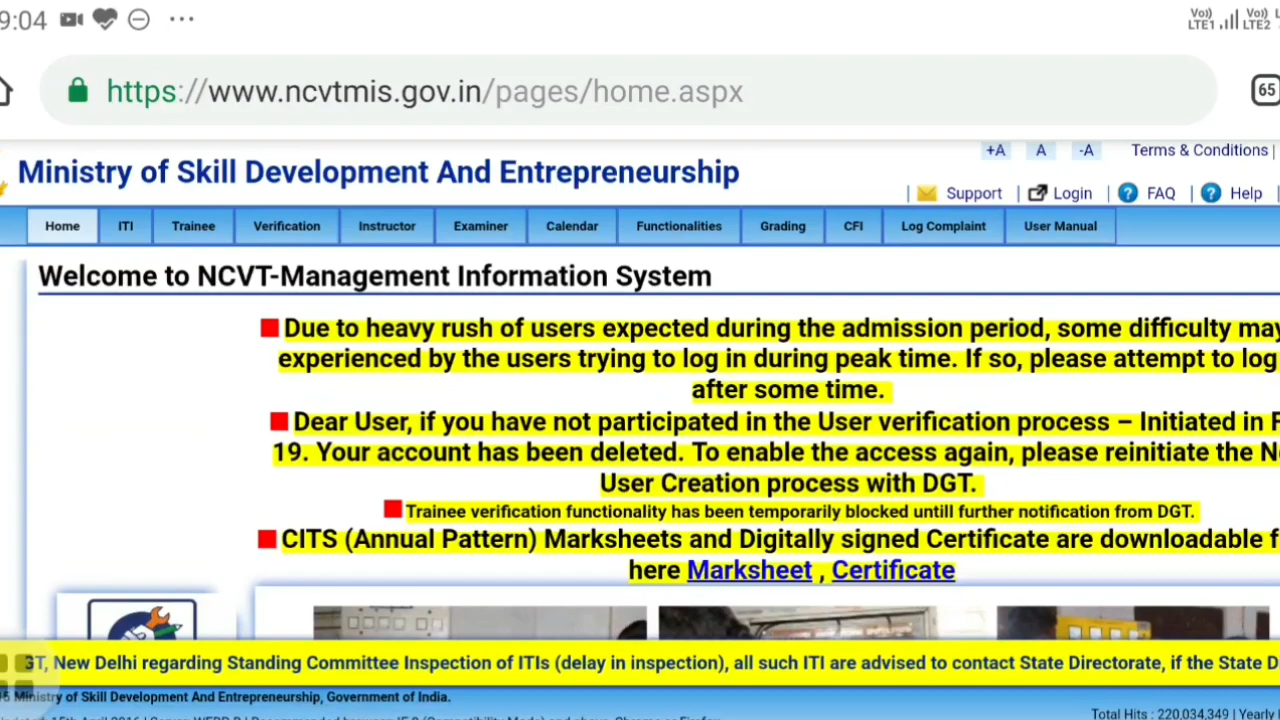 9:04
Vo) LTE1 Vo) LTE2
https://www.ncvtmis.gov.in/pages/home.aspx
65
+A A -A Terms & Conditions |
Ministry of Skill Development And Entrepreneurship
| Support | Login | FAQ | Help |
Home ITI Trainee Verification Instructor Examiner Calendar Functionalities Grading CFI Log Complaint User Manual
Welcome to NCVT-Management Information System
Due to heavy rush of users expected during the admission period, some difficulty may
experienced by the users trying to log in during peak time. If so, please attempt to log
after some time.
Dear User, if you have not participated in the User verification process – Initiated in
19. Your account has been deleted. To enable the access again, please reinitiate the
User Creation process with DGT.
Trainee verification functionality has been temporarily blocked untill further notification from DGT.
CITS (Annual Pattern) Marksheets and Digitally signed Certificate are downloadable
here Marksheet , Certificate
GT, New Delhi regarding Standing Committee Inspection of ITIs (delay in inspection), all such ITI are advised to contact State Directorate, if the State D
Ministry of Skill Development And Entrepreneurship, Government of India.
Total Hits : 220,034,349 | Yearly